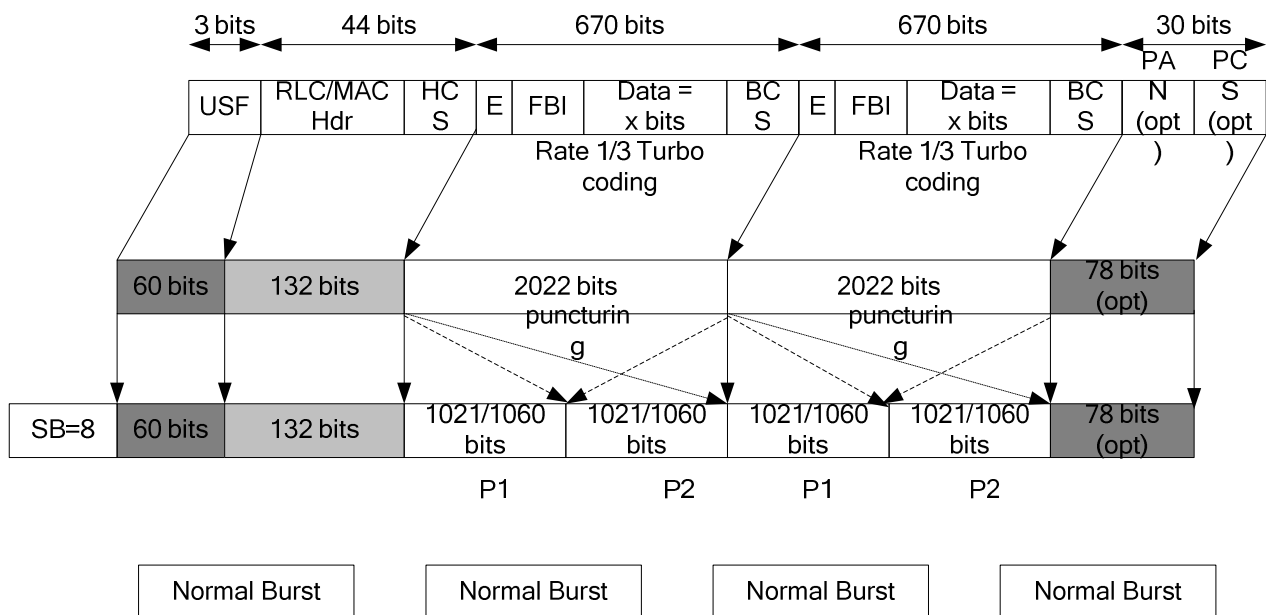 3 bits 44 bits 670 bits 670 bits 30 bits
USF RLC/MAC Hdr HC S E FBI Data = x bits BC S E FBI Data = x bits BC S PA N (opt ) PC S (opt )
Rate 1/3 Turbo coding Rate 1/3 Turbo coding
60 bits 132 bits 2022 bits 2022 bits 78 bits (opt)
puncturin g puncturin g
SB=8 60 bits 132 bits 1021/1060 bits 1021/1060 bits 1021/1060 bits 1021/1060 bits 78 bits (opt)
P1 P2 P1 P2
Normal Burst Normal Burst Normal Burst Normal Burst